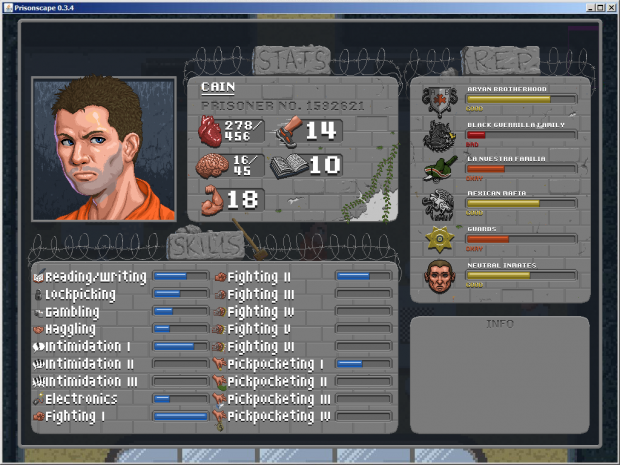 Prisonscape 0.3.4
STATS
CAIN
PRISONER NO. 1592621
278/
456
14
16/
45
10
18
REP
ARYAN BROTHERHOOD
GOOD
BLACK GUERRILLA FAMILY
BAD
LA NUESTRA FAMILIA
OKAY
MEXICAN MAFIA
GOOD
GUARDS
OKAY
NEUTRAL INMATES
GOOD
SKILLS
Reading/writing
Lockpicking
Gambling
Haggling
Intimidation I
Intimidation II
Intimidation III
Electronics
Fighting I
Fighting II
Fighting III
Fighting IV
Fighting V
Fighting VI
Pickpocketing I
Pickpocketing II
Pickpocketing III
Pickpocketing IV
INFO